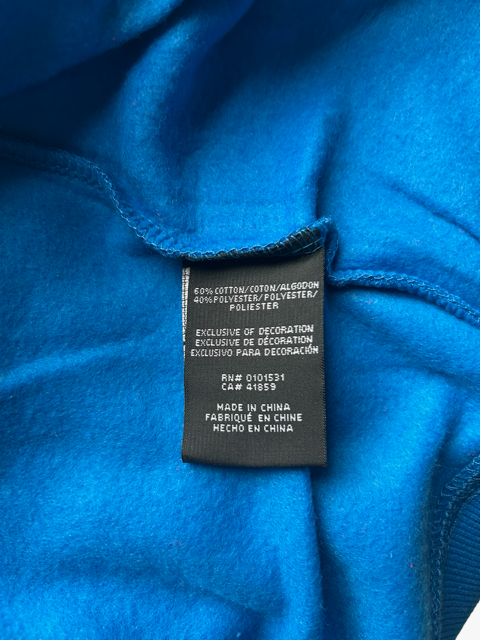 60% COTTON/COTON/ALGODON
40% POLYESTER/POLYESTER/
POLIESTER
EXCLUSIVE OF DECORATION
EXCLUSIVE DE DÉCORATION
EXCLUSIVO PARA DECORACIÓN
RN# 0101531
CA# 41859
MADE IN CHINA
FABRIQUÉ EN CHINE
HECHO EN CHINA